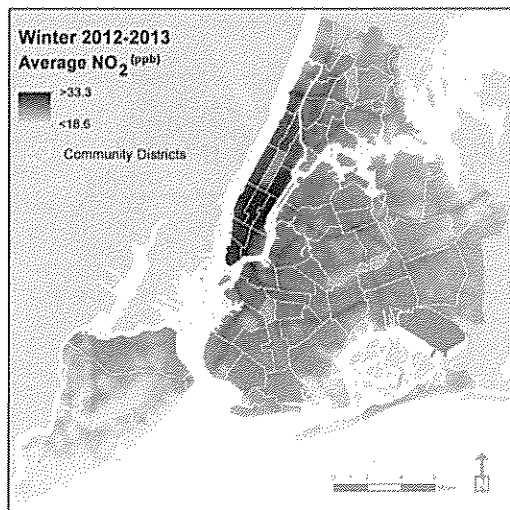 Winter 2012-2013
Average NO2 (ppb)
>33.3
<18.6
Community Districts